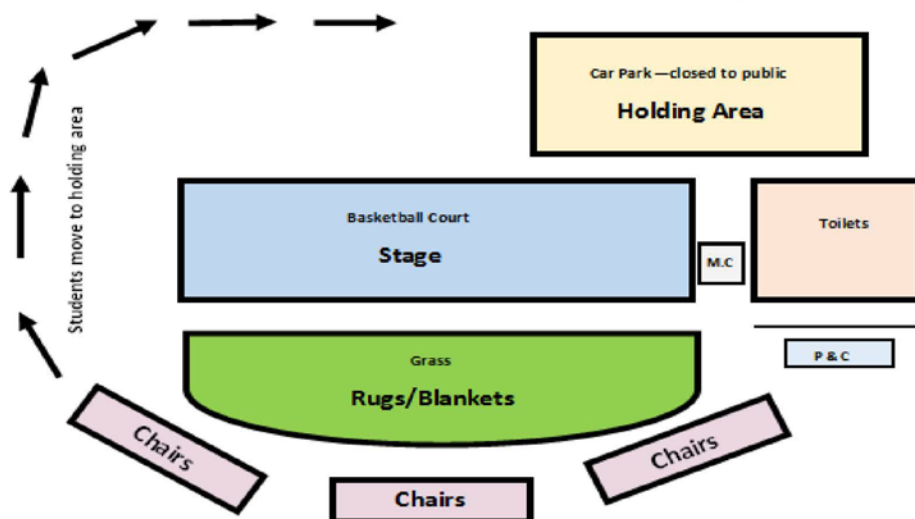 Students move to holding area
Car Park —closed to public
Holding Area
Basketball Court
Stage
M.C
Toilets
P & C
Grass
Rugs/Blankets
Chairs
Chairs
Chairs